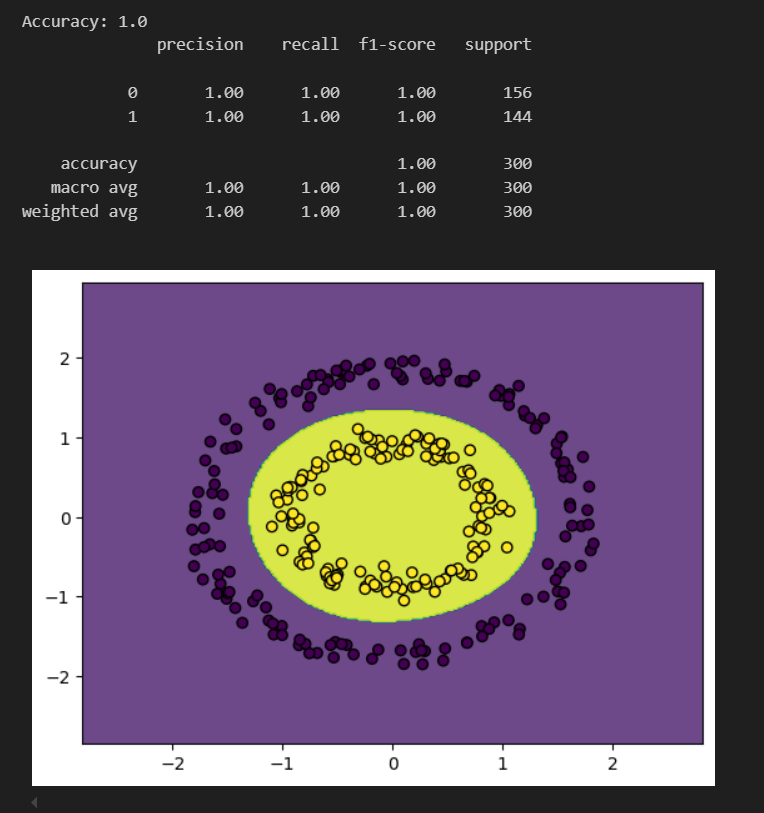 Accuracy: 1.0
precision recall f1-score support
0 1.00 1.00 1.00 156
1 1.00 1.00 1.00 144
accuracy 1.00 300
macro avg 1.00 1.00 1.00 300
weighted avg 1.00 1.00 1.00 300
2
1
0
−1
−2
−2 −1 0 1 2